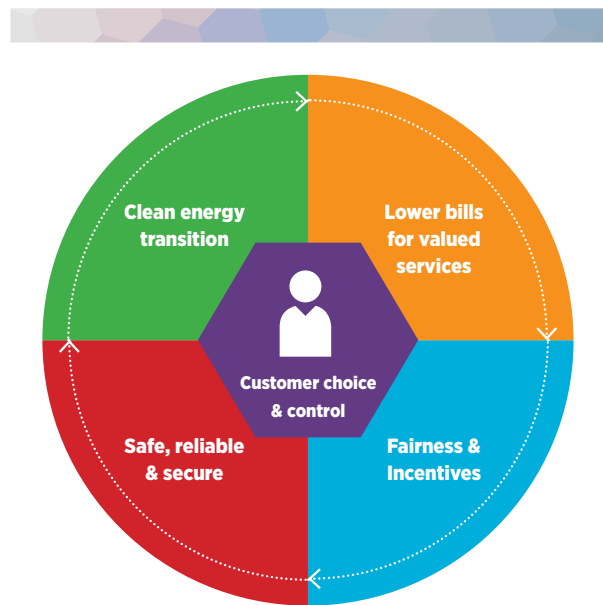 Clean energy
transition
Lower bills
for valued
services
Customer choice
& control
Safe, reliable
& secure
Fairness &
Incentives